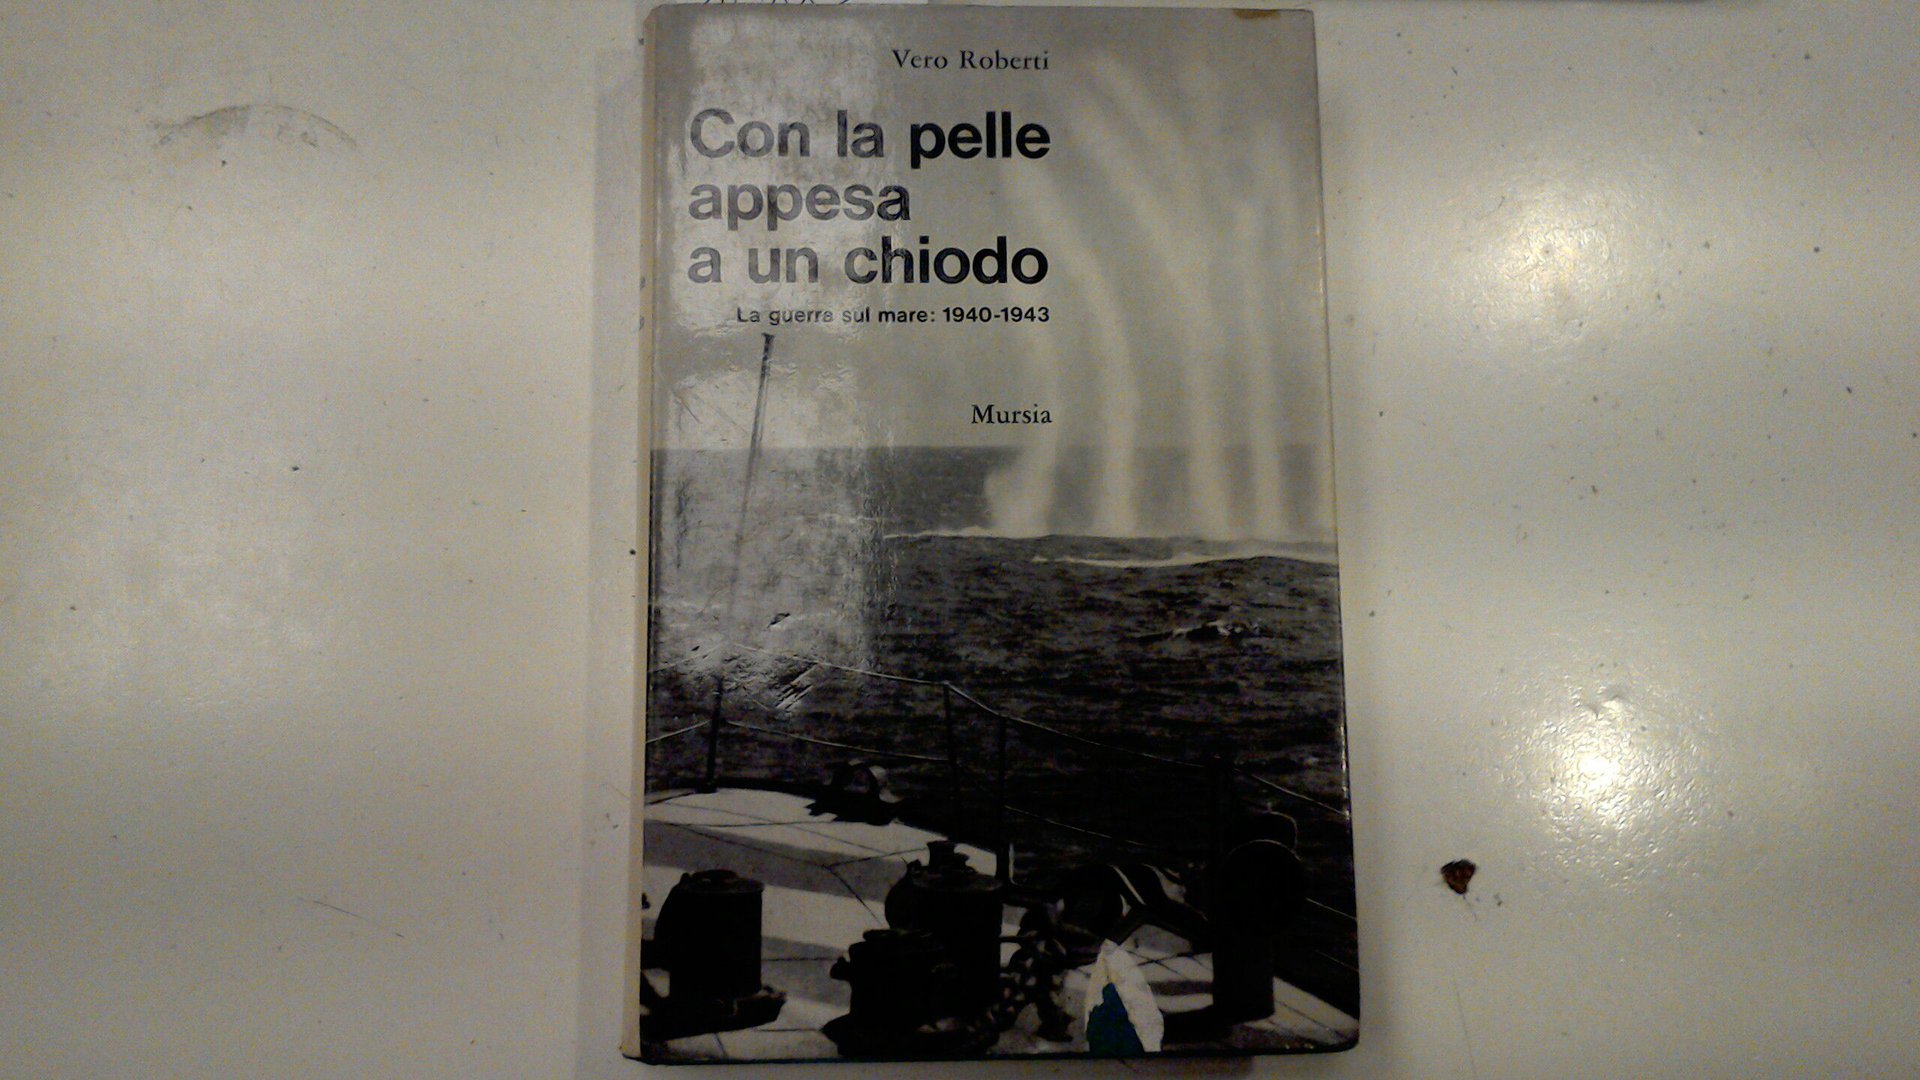 Vero Roberti
Con la pelle
appesa
a un chiodo
La guerra sul mare: 1940-1943
Mursia